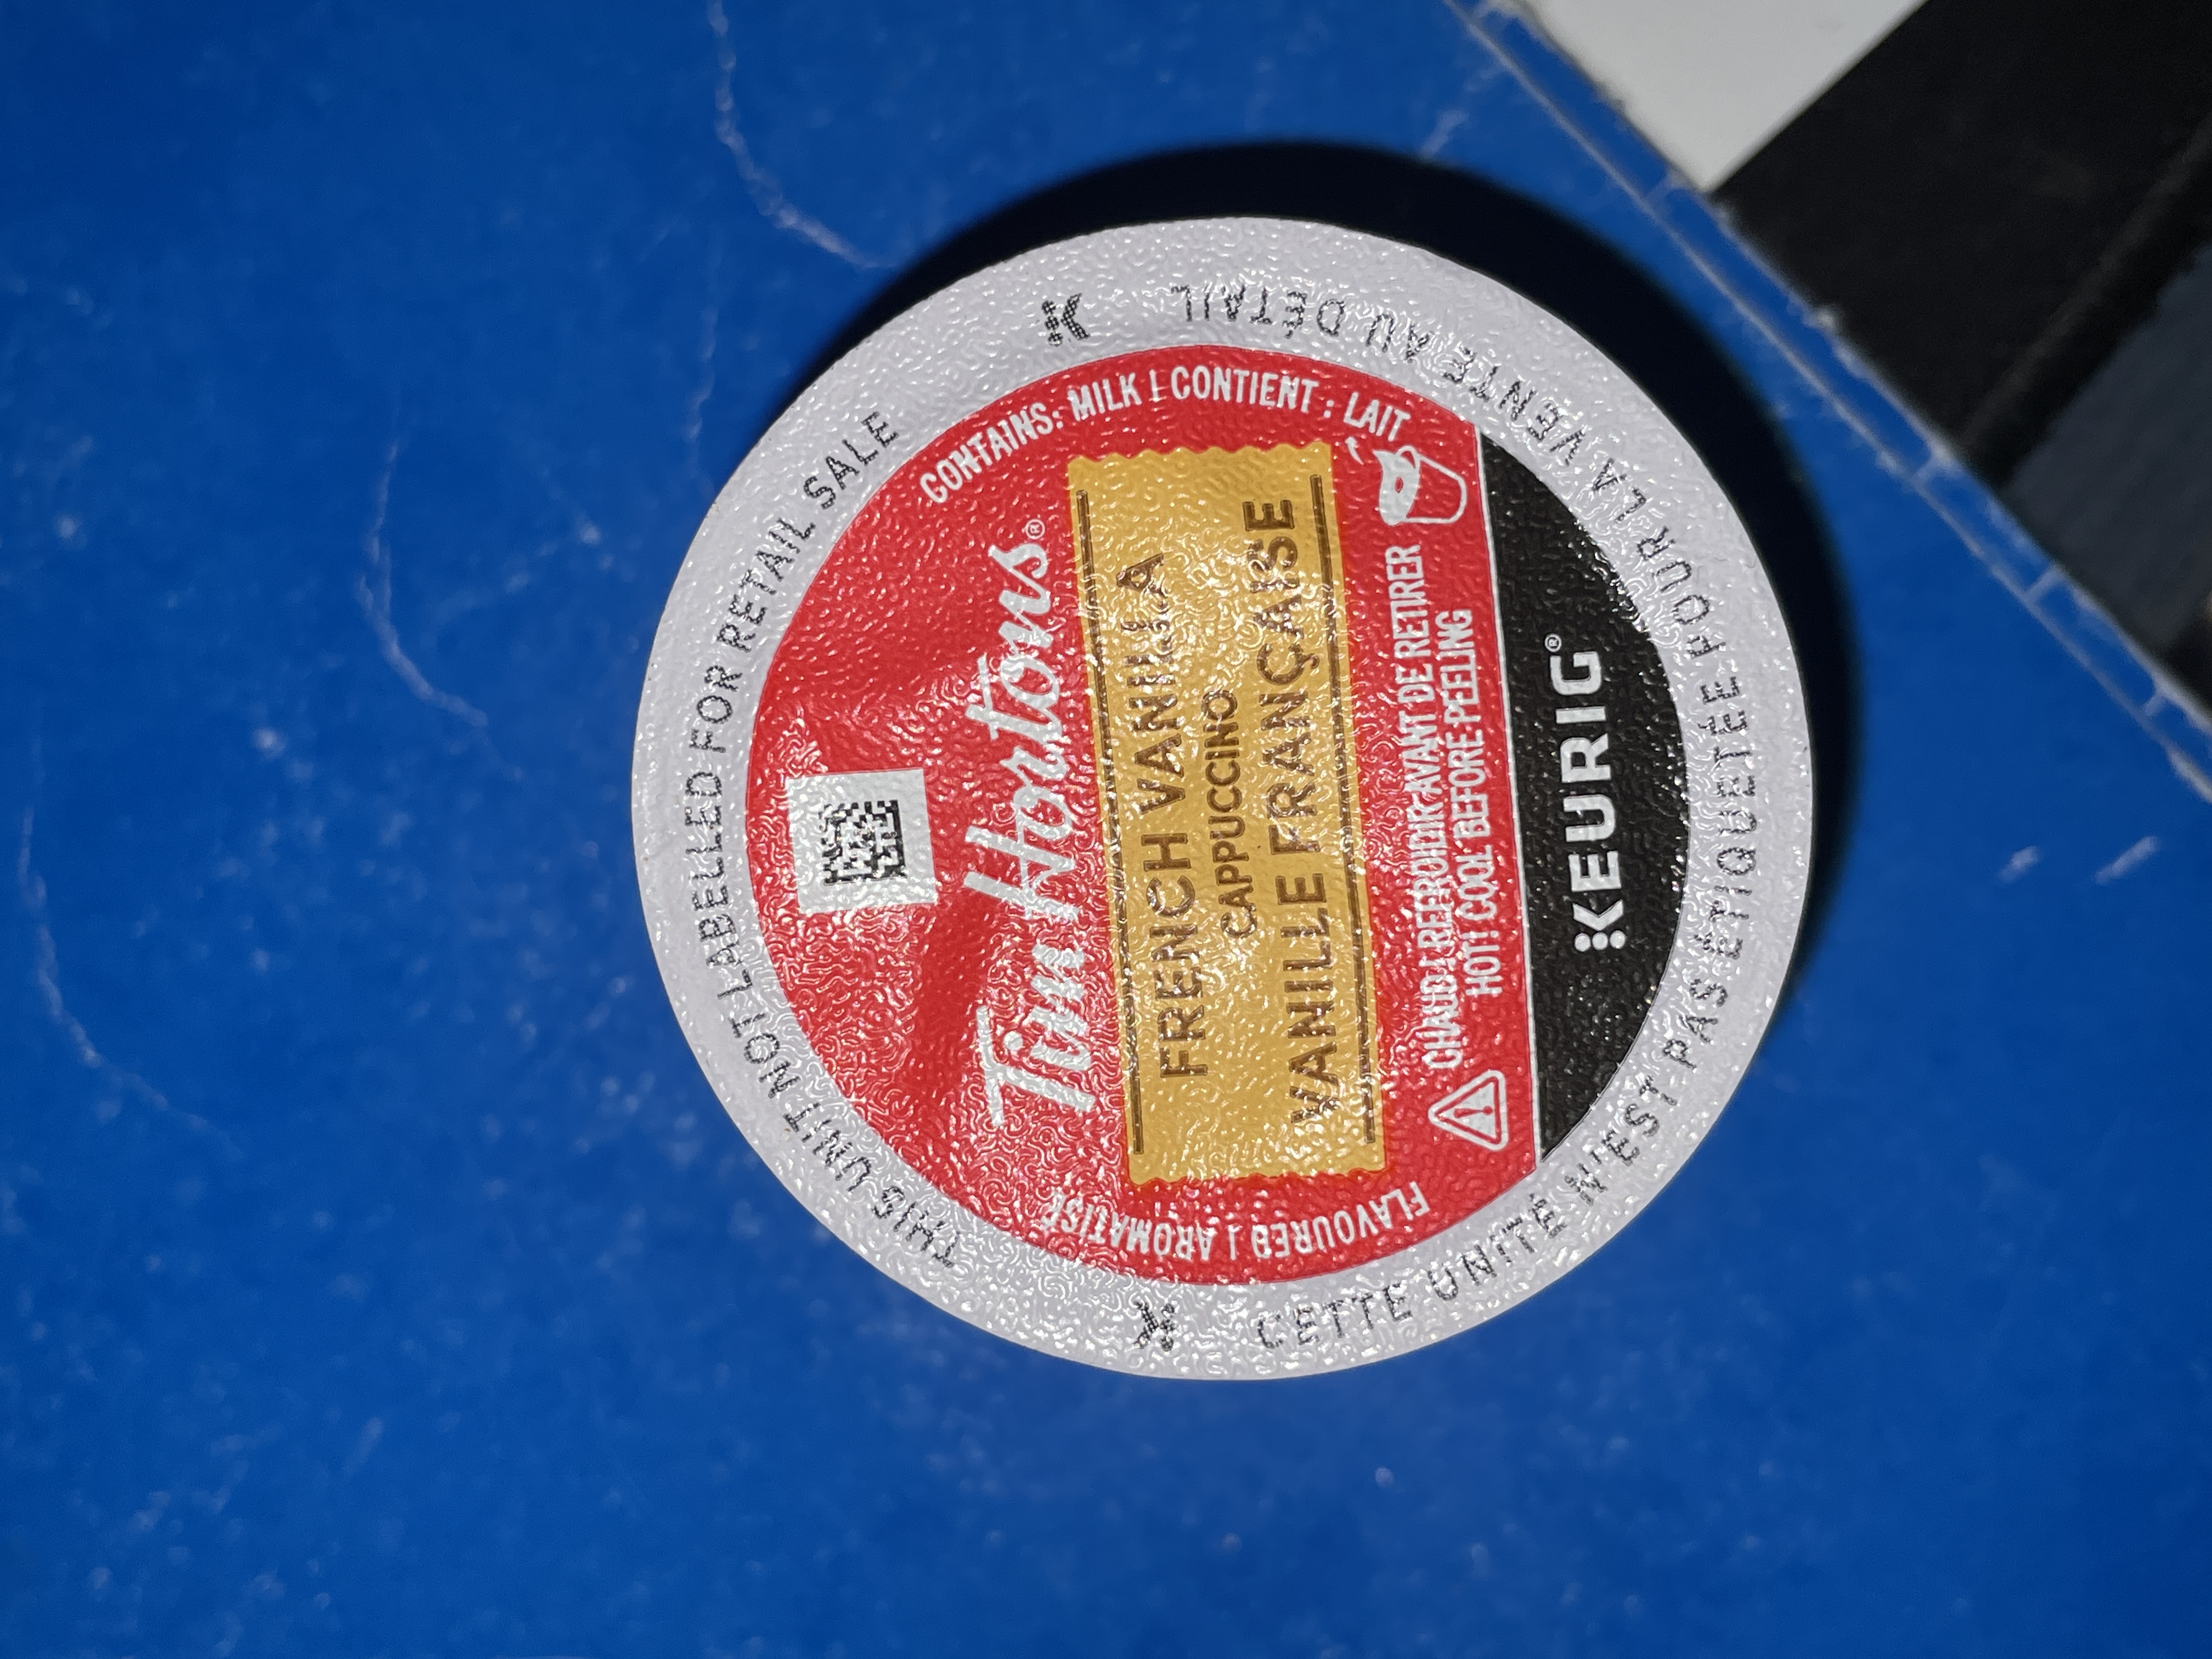 THIS UNIT NOT LABELLED FOR RETAIL SALE
K
CETTE UNITÉ N'EST PAS ÉTIQUETÉE POUR LA VENTE AU DÉTAIL
K
CONTAINS: MILK | CONTIENT : LAIT
Tim Hortons®
FRENCH VANILLA
CAPPUCCINO
VANILLE FRANÇAISE
FLAVOURED | AROMATISÉ
CHAUD ! REFROIDIR AVANT DE RETIRER
HOT! COOL BEFORE PEELING
KEURIG®